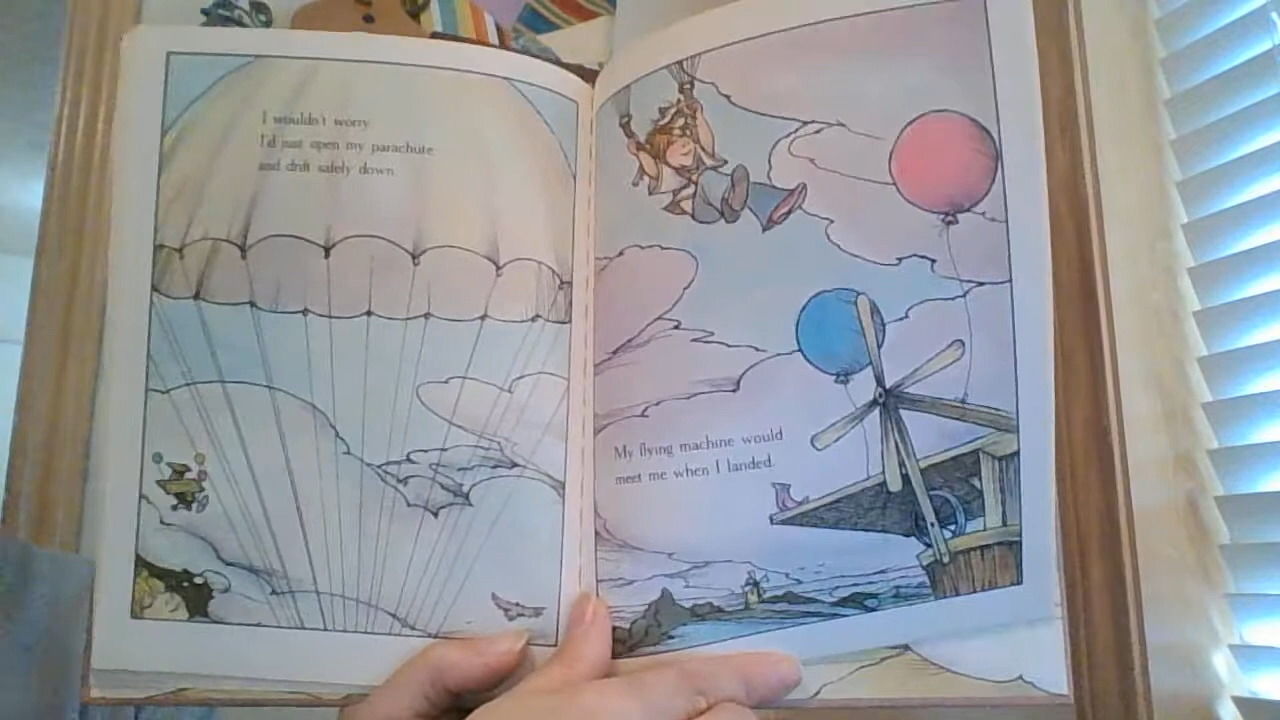 I wouldn't worry
I'd just open my parachute
and drift safely down.
My flying machine would
meet me when I landed.